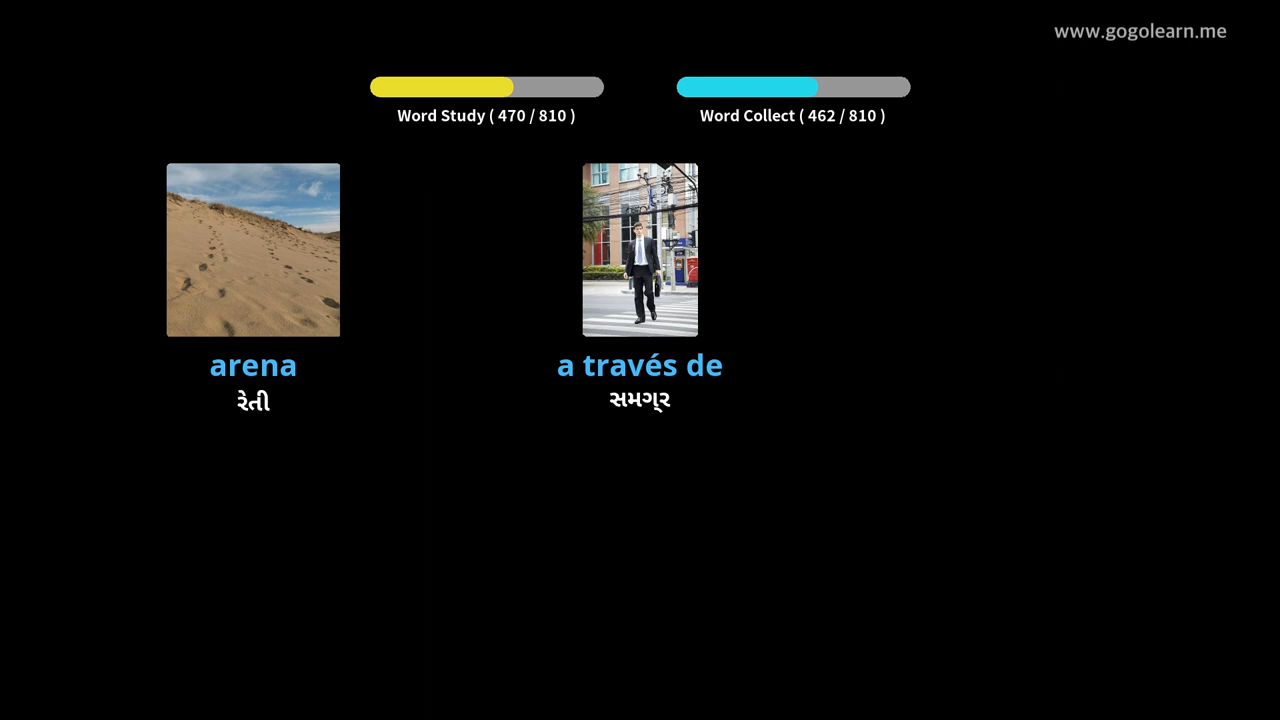 www.gogolearn.me
Word Study ( 470 / 810 )
Word Collect ( 462 / 810 )
arena
રેતી
a través de
સમગ્ર